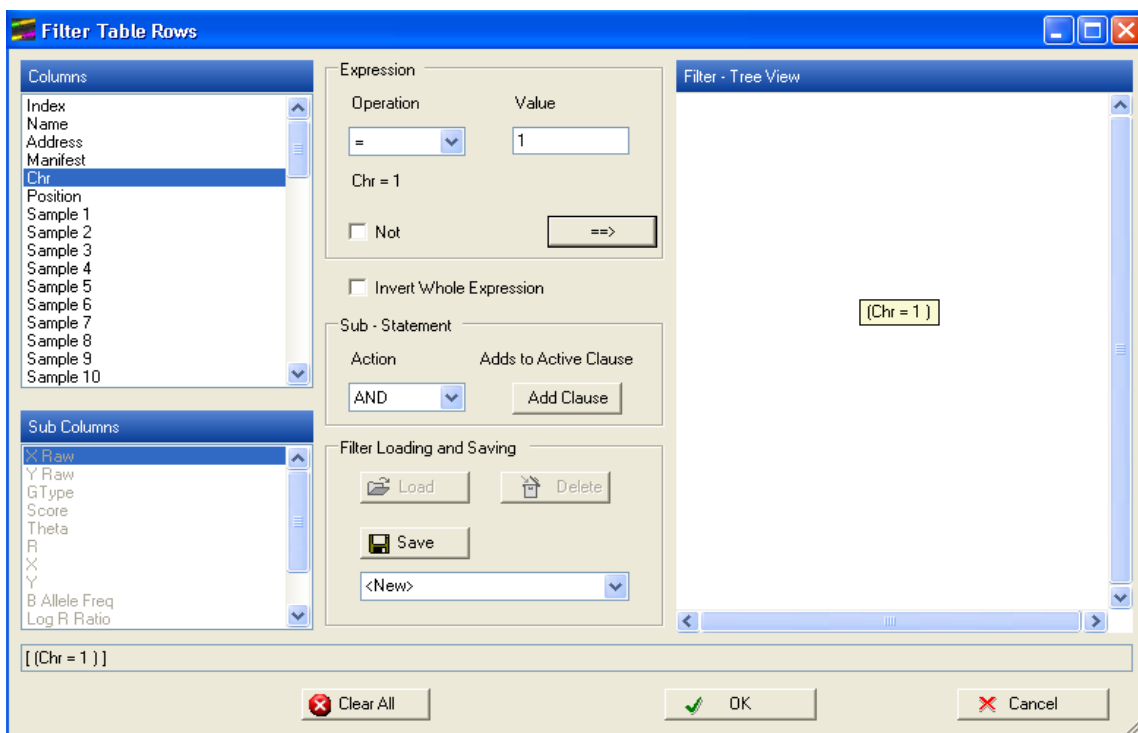 Filter Table Rows
Columns
Index
Name
Address
Manifest
Chr
Position
Sample 1
Sample 2
Sample 3
Sample 4
Sample 5
Sample 6
Sample 7
Sample 8
Sample 9
Sample 10
Sub Columns
X Raw
Y Raw
GType
Score
Theta
R
X
Y
B Allele Freq
Log R Ratio
Expression
Operation Value
= 1
Chr = 1
Not ==>
Invert Whole Expression
Sub - Statement
Action Adds to Active Clause
AND Add Clause
Filter Loading and Saving
Load Delete
Save
<New>
Filter - Tree View
(Chr = 1 )
[ (Chr = 1 ) ]
Clear All OK Cancel